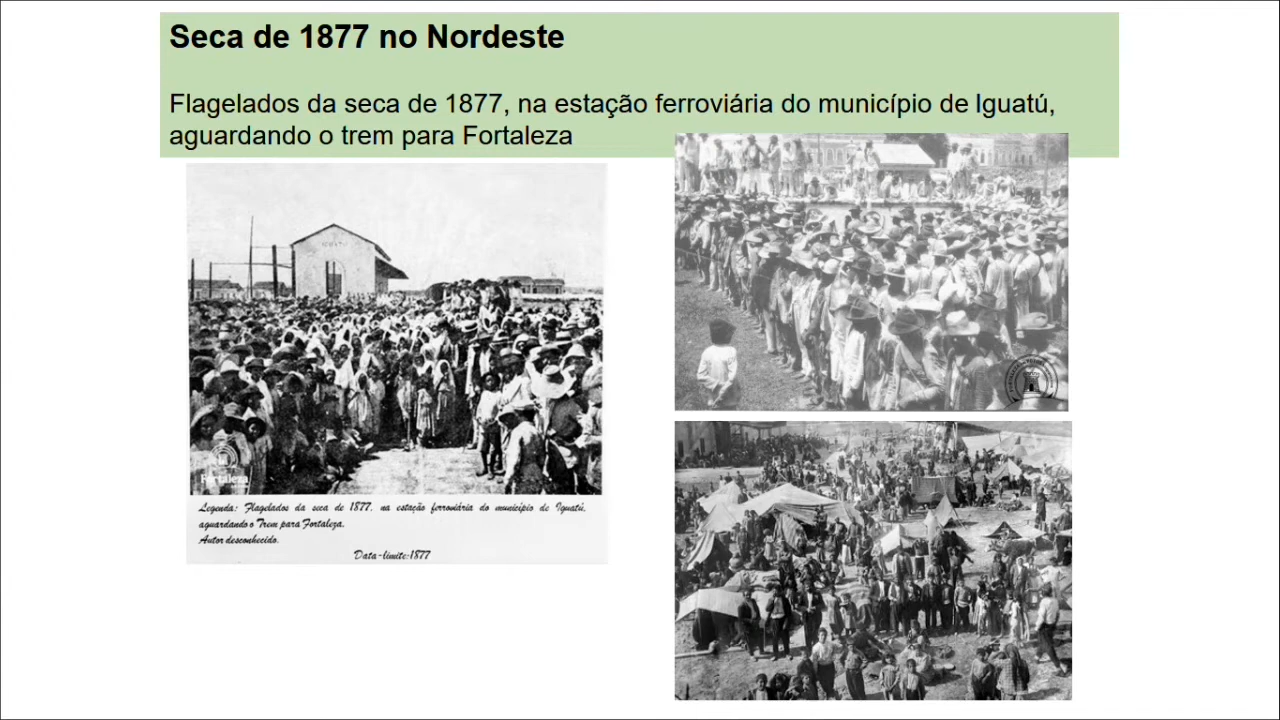 Seca de 1877 no Nordeste
Flagelados da seca de 1877, na estação ferroviária do município de Iguatú,
aguardando o trem para Fortaleza
Fortaleza
Legenda: Flagelados da seca de 1877, na estação ferroviária do município de Iguatú,
aguardando o Trem para Fortaleza.
Autor desconhecido.
Data-limite:1877